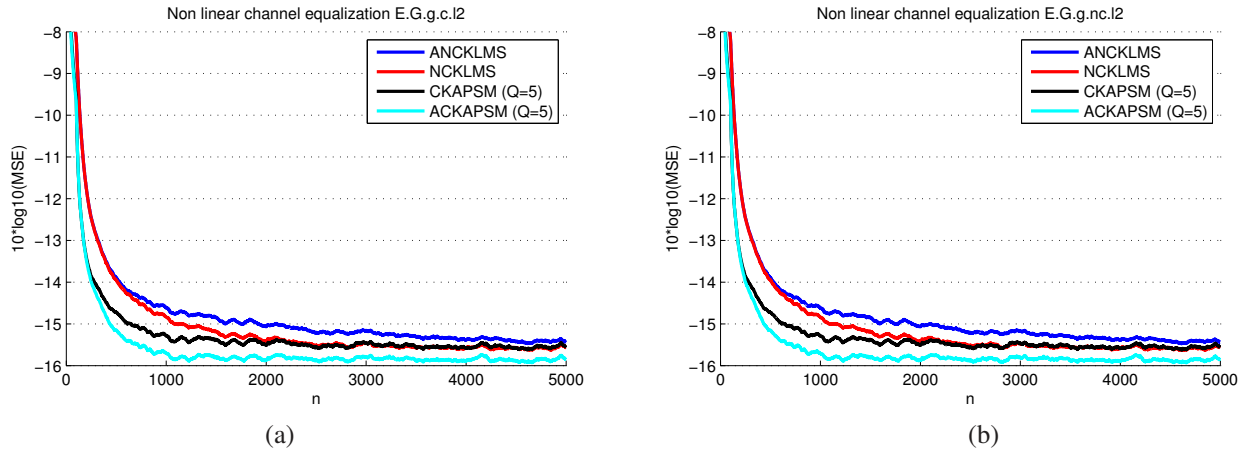 Non linear channel equalization E.G.g.c.l2
−8
−9
−10
−11
−12
−13
−14
−15
−16
10*log10(MSE)
ANCKLMS
NCKLMS
CKAPSM (Q=5)
ACKAPSM (Q=5)
0
1000
2000
3000
4000
5000
n
(a)
Non linear channel equalization E.G.g.nc.l2
−8
−9
−10
−11
−12
−13
−14
−15
−16
10*log10(MSE)
ANCKLMS
NCKLMS
CKAPSM (Q=5)
ACKAPSM (Q=5)
0
1000
2000
3000
4000
5000
n
(b)